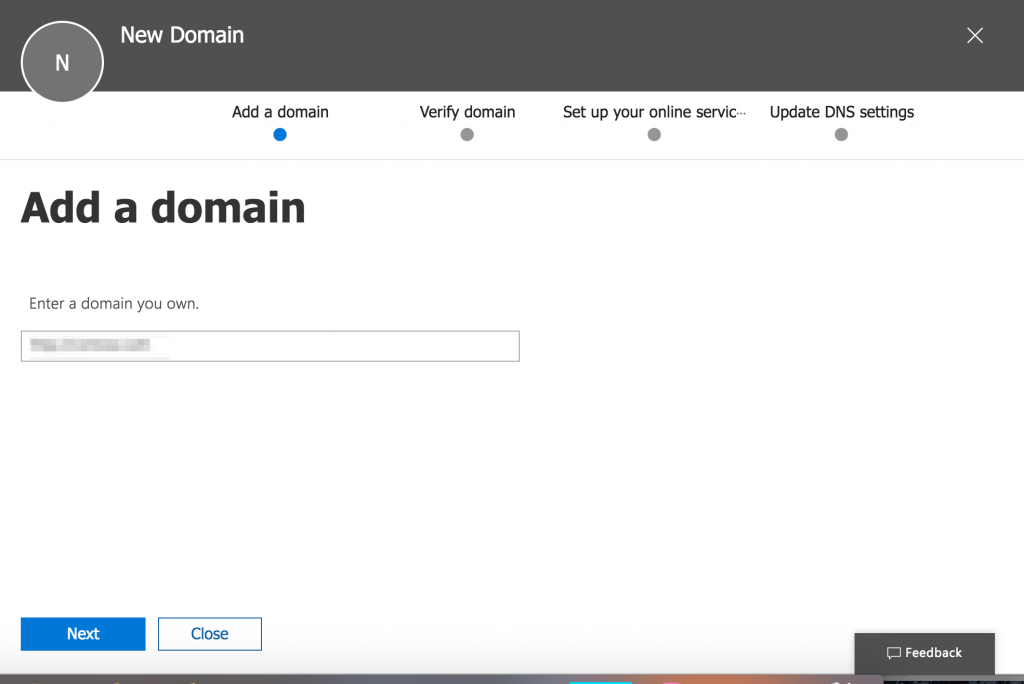 New Domain
N
Add a domain
Verify domain
Set up your online servic...
Update DNS settings
Add a domain
Enter a domain you own.
Next
Close
Feedback